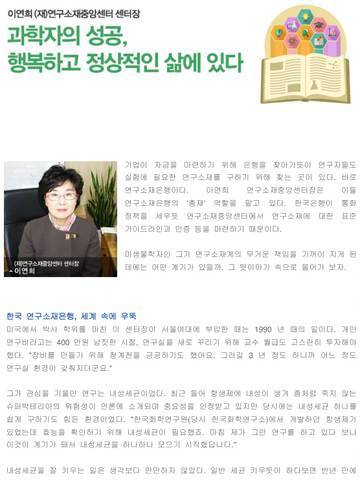 이연희 (재)연구소재중앙센터 센터장
과학자의 성공,
행복하고 정상적인 삶에 있다
기업이 자금을 마련하기 위해 은행을 찾아가듯이 연구자들도
실험에 필요한 연구소재를 구하기 위해 찾는 곳이 있다. 바로
연구소재은행이다. 이연희 연구소재중앙센터장은 이들
연구소재은행의 '총재' 역할을 맡고 있다. 한국은행이 통화
정책을 세우듯 연구소재중앙센터에서 연구소재에 대한 표준
가이드라인과 인증 등을 마련하기 때문이다.
미생물학자인 그가 연구소재계의 무거운 책임을 기꺼이 지게 된
데에는 어떤 계기가 있을까. 그 뒷이야기 속으로 들어가 보자.
(재)연구소재중앙센터 센터장
이연희
한국 연구소재은행, 세계 속에 우뚝
미국에서 박사 학위를 마친 이 센터장이 서울여대에 부임한 때는 1990 년 때의 일이다. 개인
연구비라고는 400 만원 남짓한 시절, 연구실을 새로 꾸리기 위해 교수 월급도 고스란히 투자해야
했다. "장비를 만들기 위해 청계천을 금긍하기도 했어요. 그러길 3 년 정도 하니까 어느 정도
연구실 환경이 갖춰지더군요."
그가 관심을 기울인 연구는 내성세균이었다. 최근 들어 항생제에 내성이 생겨 좀처럼 죽지 않는
슈퍼박테리아의 위험성이 언론에 소개되며 중요성을 인정받고 있지만 당시에는 내성세균 하나를
쉽게 구하기도 힘든 환경이었다. "한국화학연구원(당시 한국화학연구소)에서 개발하던 항생제가
있었는데 효능을 확인하기 위해 내성세균이 필요했죠. 마침 제가 그런 연구를 하고 있다 보니
이것이 계기가 돼서 내성세균을 하나하나 모으기 시작했답니다."
내성세균을 잘 키우는 일은 생각보다 만만하지 않았다. 일반 세균 키우듯이 하다보면 반년 만에